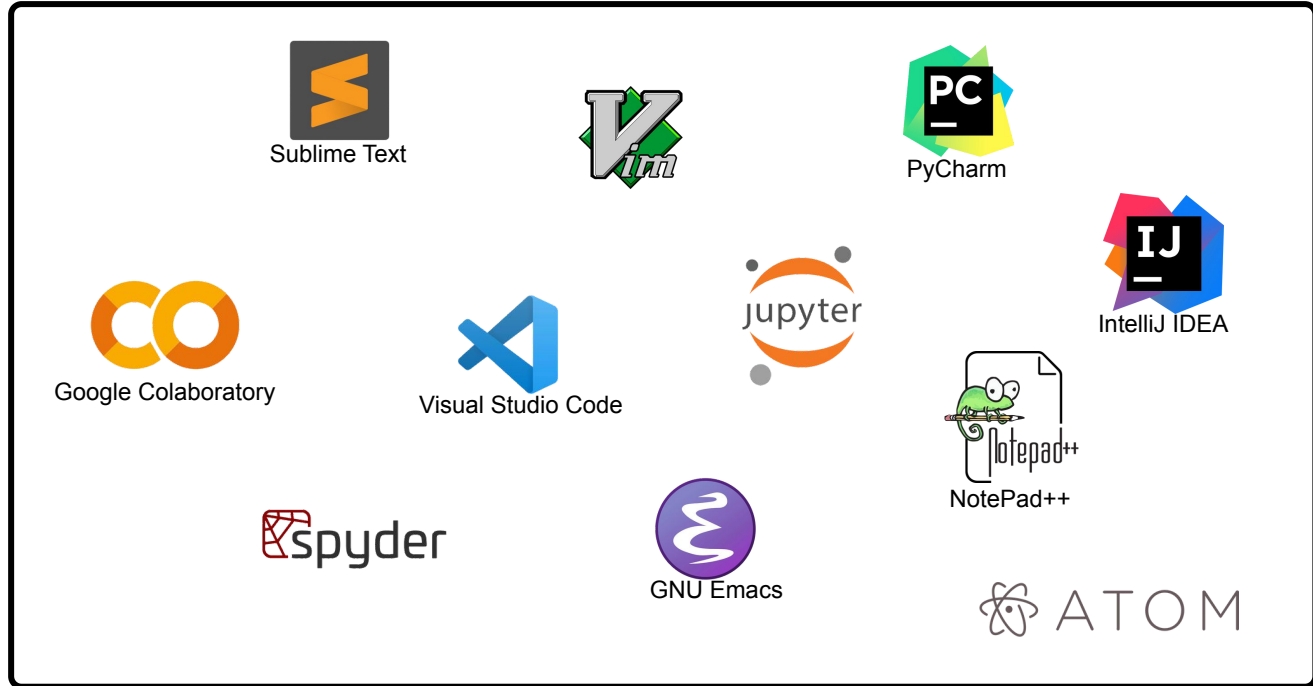 Sublime Text
Vim
PC
PyCharm
IJ
IntelliJ IDEA
Google Colaboratory
Visual Studio Code
jupyter
Notepad++
NotePad++
spyder
GNU Emacs
ATOM